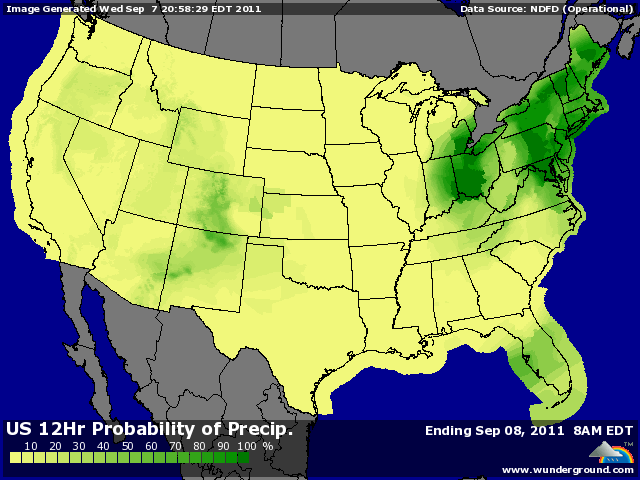 Image Generated Wed Sep 7 20:58:29 EDT 2011
Data Source: NDFD (Operational)
US 12Hr Probability of Precip.
Ending Sep 08, 2011 8AM EDT
10 20 30 40 50 60 70 80 90 100 %
TM
www.wunderground.com